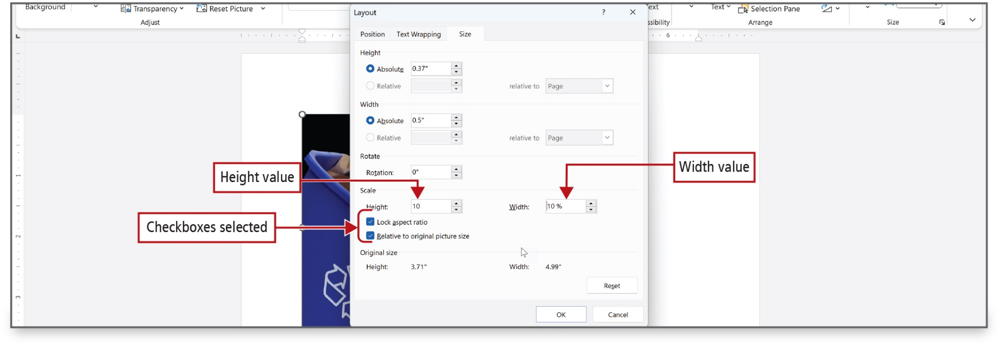 Background
Transparency
Reset Picture
Adjust
Layout
?
Text
Selection Pane
Arrange
Size
Position
Text Wrapping
Size
6
Height
Absolute
0.37"
Relative
relative to
Page
Width
Absolute
0.5"
Relative
relative to
Page
Rotate
Rotation:
0°
Height value
Width value
Scale
Height:
10
Width:
10 %
Checkboxes selected
Lock aspect ratio
Relative to original picture size
Original size
Height:
3.71"
Width:
4.99"
Reset
OK
Cancel
1
2
3